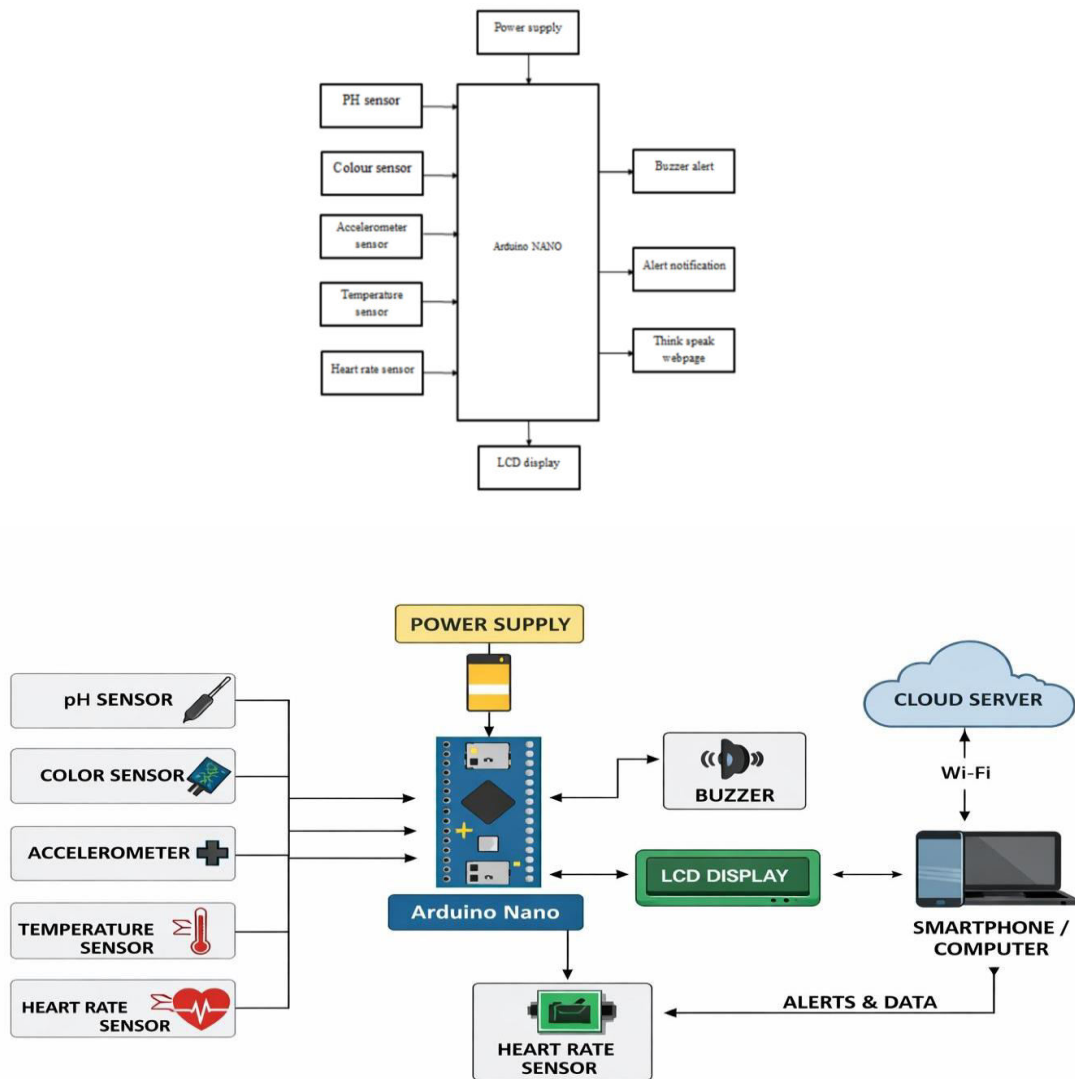 Power supply
PH sensor
Colour sensor
Accelerometer
sensor
Temperature
sensor
Heart rate sensor
Arduino NANO
Buzzer alert
Alert notification
Think speak
webpage
LCD display
POWER SUPPLY
pH SENSOR
COLOR SENSOR
ACCELEROMETER
TEMPERATURE
SENSOR
HEART RATE
SENSOR
Arduino Nano
BUZZER
LCD DISPLAY
CLOUD SERVER
Wi-Fi
SMARTPHONE /
COMPUTER
ALERTS & DATA
HEART RATE
SENSOR